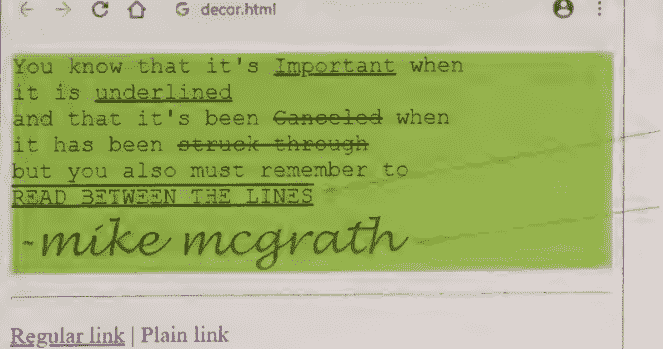 decor.html
You know that it's Important when
it is underlined
and that it's been Canceled when
it has been struck through
but you also must remember to
READ BETWEEN THE LINES
~mike mcgrath
Regular link | Plain link